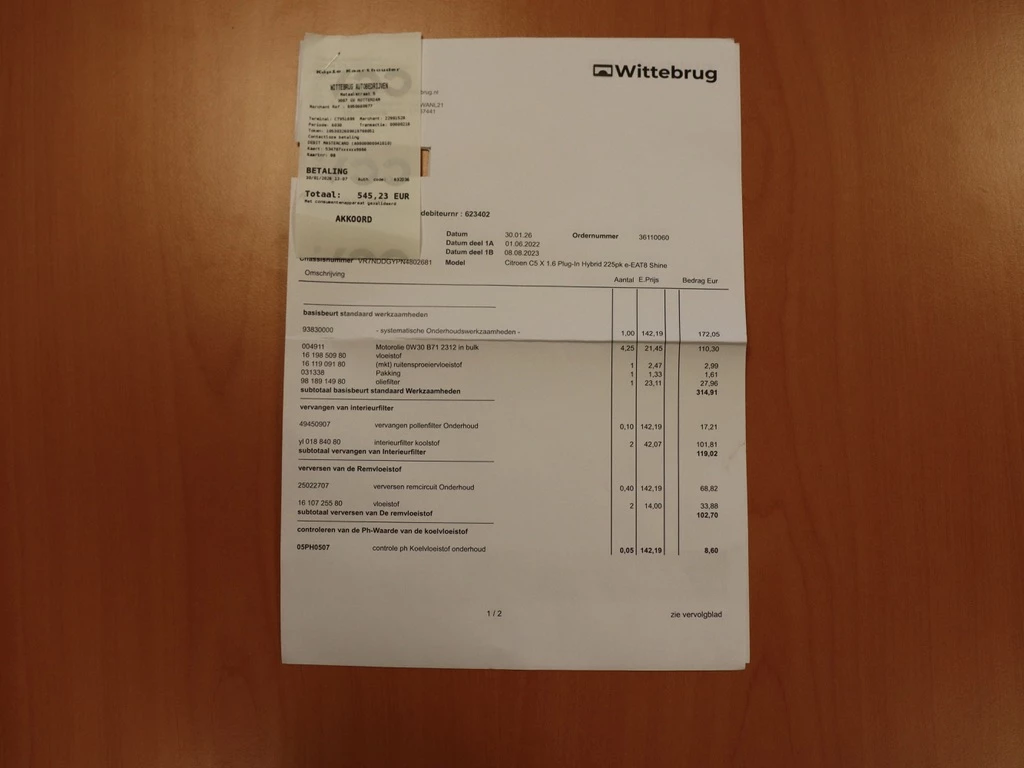 Kopie Kaarthouder
WITTEBRUG AUTOBEDRIJVEN
BETALING
Totaal: 545,23 EUR
AKKOORD
Wittebrug
debiteurnr : 623402
Datum 30.01.26 Ordernummer 36110060
Datum deel 1A 01.06.2022
Datum deel 1B 08.08.2023
Model Citroen C5 X 1.6 Plug-In Hybrid 225pk e-EAT8 Shine
Omschrijving Aantal E.Prijs Bedrag Eur
basisbeurt standaard werkzaamheden
93830000 - systematische Onderhoudswerkzaamheden - 1,00 142,19 172,05
004911 Motorolie 0W30 B71 2312 in bulk 4,25 21,45 110,30
16 198 509 80 vloeistof
16 119 091 80 (mkt) ruitensproeiervloeistof 1 2,47 2,99
031338 Pakking 1 1,33 1,61
98 189 149 80 oliefilter 1 23,11 27,96
subtotaal basisbeurt standaard Werkzaamheden 314,91
vervangen van interieurfilter
49450907 vervangen pollenfilter Onderhoud 0,10 142,19 17,21
yl 018 840 80 interieurfilter koolstof 2 42,07 101,81
subtotaal vervangen van Interieurfilter 119,02
verversen van de Remvloeistof
25022707 verversen remcircuit Onderhoud 0,40 142,19 68,82
16 107 255 80 vloeistof 2 14,00 33,88
subtotaal verversen van De remvloeistof 102,70
controleren van de Ph-Waarde van de koelvloeistof
05PH0507 controle ph Koelvloeistof onderhoud 0,05 142,19 8,60
1 / 2 zie vervolgblad